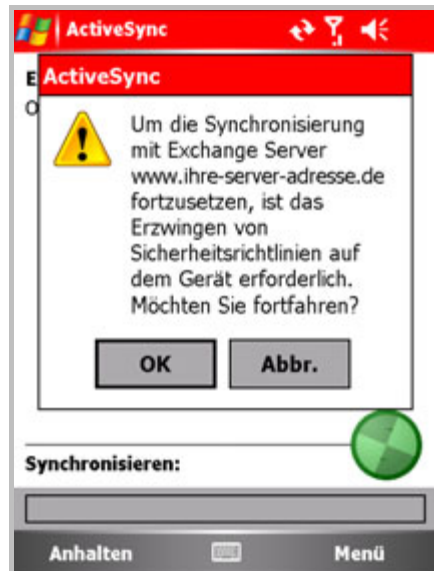 ActiveSync
E
ActiveSync
O
Um die Synchronisierung
mit Exchange Server
www.ihre-server-adresse.de
fortzusetzen, ist das
Erzwingen von
Sicherheitsrichtlinien auf
dem Gerät erforderlich.
Möchten Sie fortfahren?
OK
Abbr.
Synchronisieren:
Anhalten
Menü